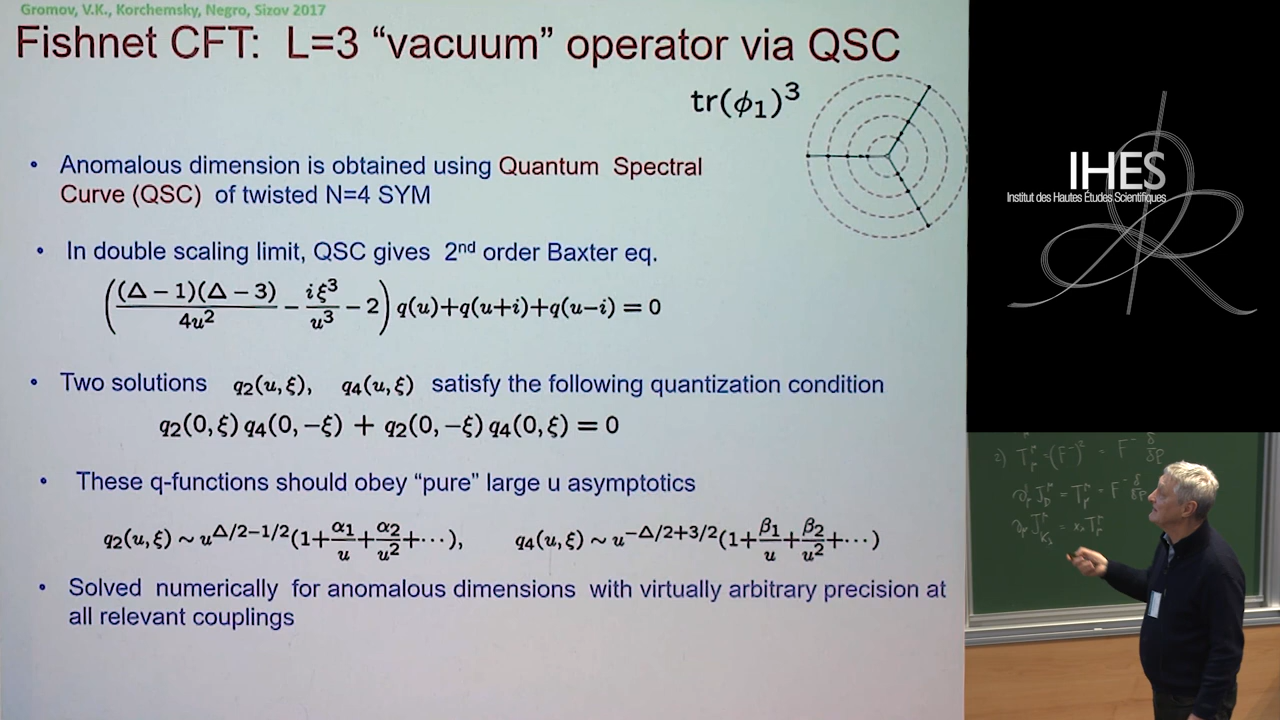 Gromov, V.K., Korchemsky, Negro, Sizov 2017
Fishnet CFT: L=3 “vacuum” operator via QSC
tr(ϕ₁)³
• Anomalous dimension is obtained using Quantum Spectral
Curve (QSC) of twisted N=4 SYM
• In double scaling limit, QSC gives 2nd order Baxter eq.
( (Δ − 1)(Δ − 3) / 4u² − iξ³ / u³ − 2 ) q(u)+q(u+i)+q(u−i) = 0
• Two solutions q₂(u,ξ), q₄(u,ξ) satisfy the following quantization condition
q₂(0,ξ) q₄(0,−ξ) + q₂(0,−ξ) q₄(0,ξ) = 0
• These q-functions should obey “pure” large u asymptotics
q₂(u,ξ) ~ u^{Δ/2−1/2}(1+α₁/u+α₂/u²+⋯), q₄(u,ξ) ~ u^{−Δ/2+3/2}(1+β₁/u+β₂/u²+⋯)
• Solved numerically for anomalous dimensions with virtually arbitrary precision at
all relevant couplings
IHES
Institut des Hautes Études Scientifiques